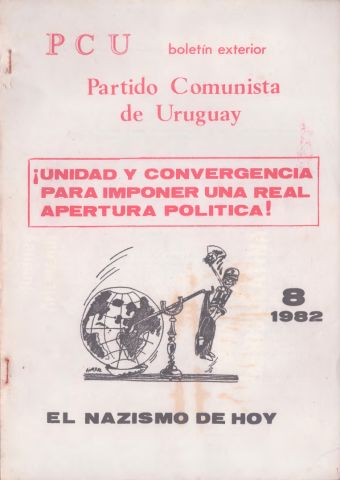 PCU boletín exterior
Partido Comunista
de Uruguay
¡UNIDAD Y CONVERGENCIA
PARA IMPONER UNA REAL
APERTURA POLITICA!
8
1982
EL NAZISMO DE HOY